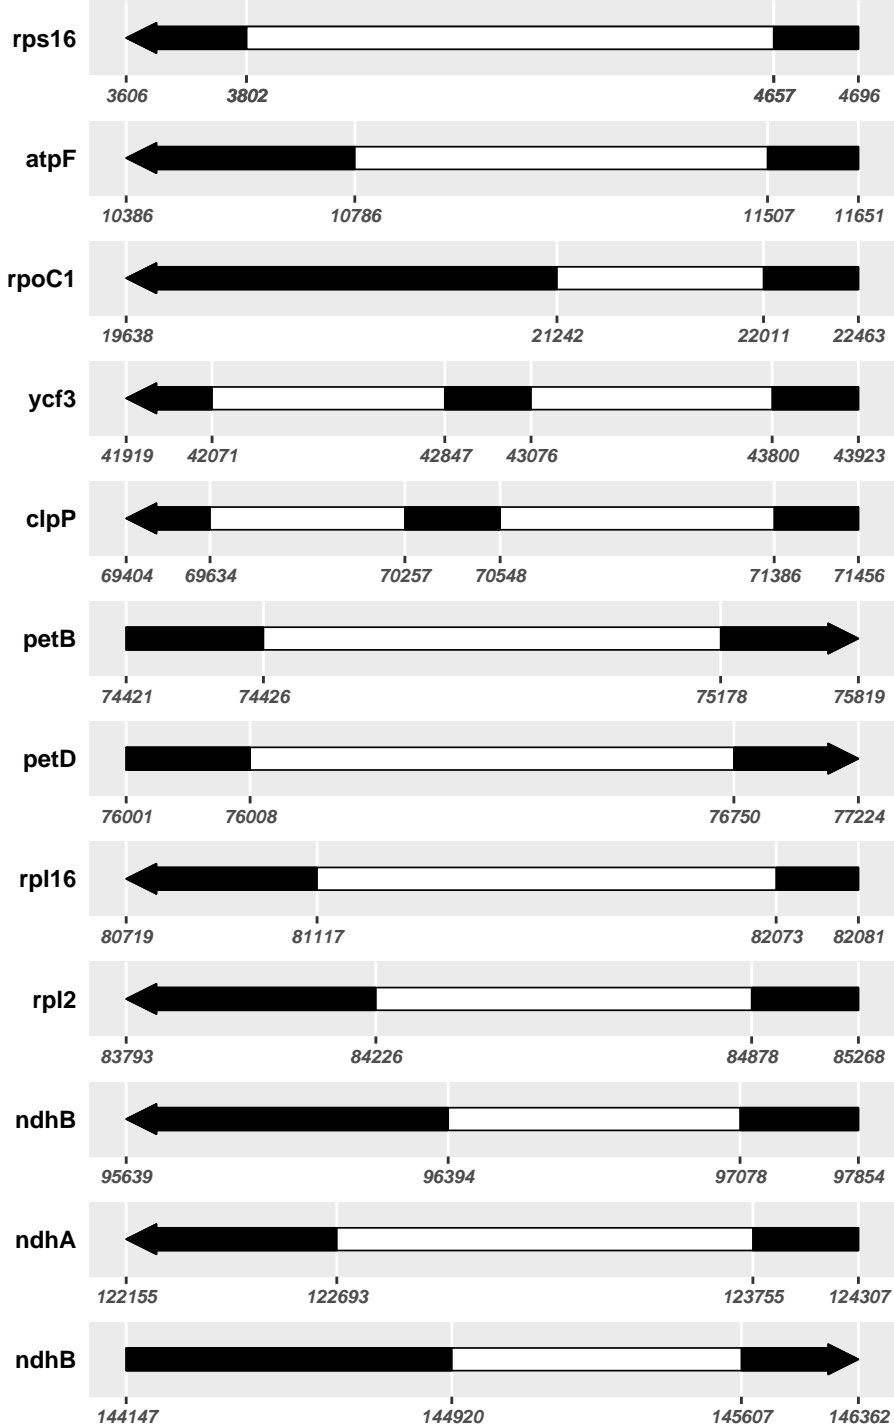 rps16
3606 3802 4657 4696
atpF
10386 10786 11507 11651
rpoC1
19638 21242 22011 22463
ycf3
41919 42071 42847 43076 43800 43923
clpP
69404 69634 70257 70548 71386 71456
petB
74421 74426 75178 75819
petD
76001 76008 76750 77224
rpl16
80719 81117 82073 82081
rpl2
83793 84226 84878 85268
ndhB
95639 96394 97078 97854
ndhA
122155 122693 123755 124307
ndhB
144147 144920 145607 146362